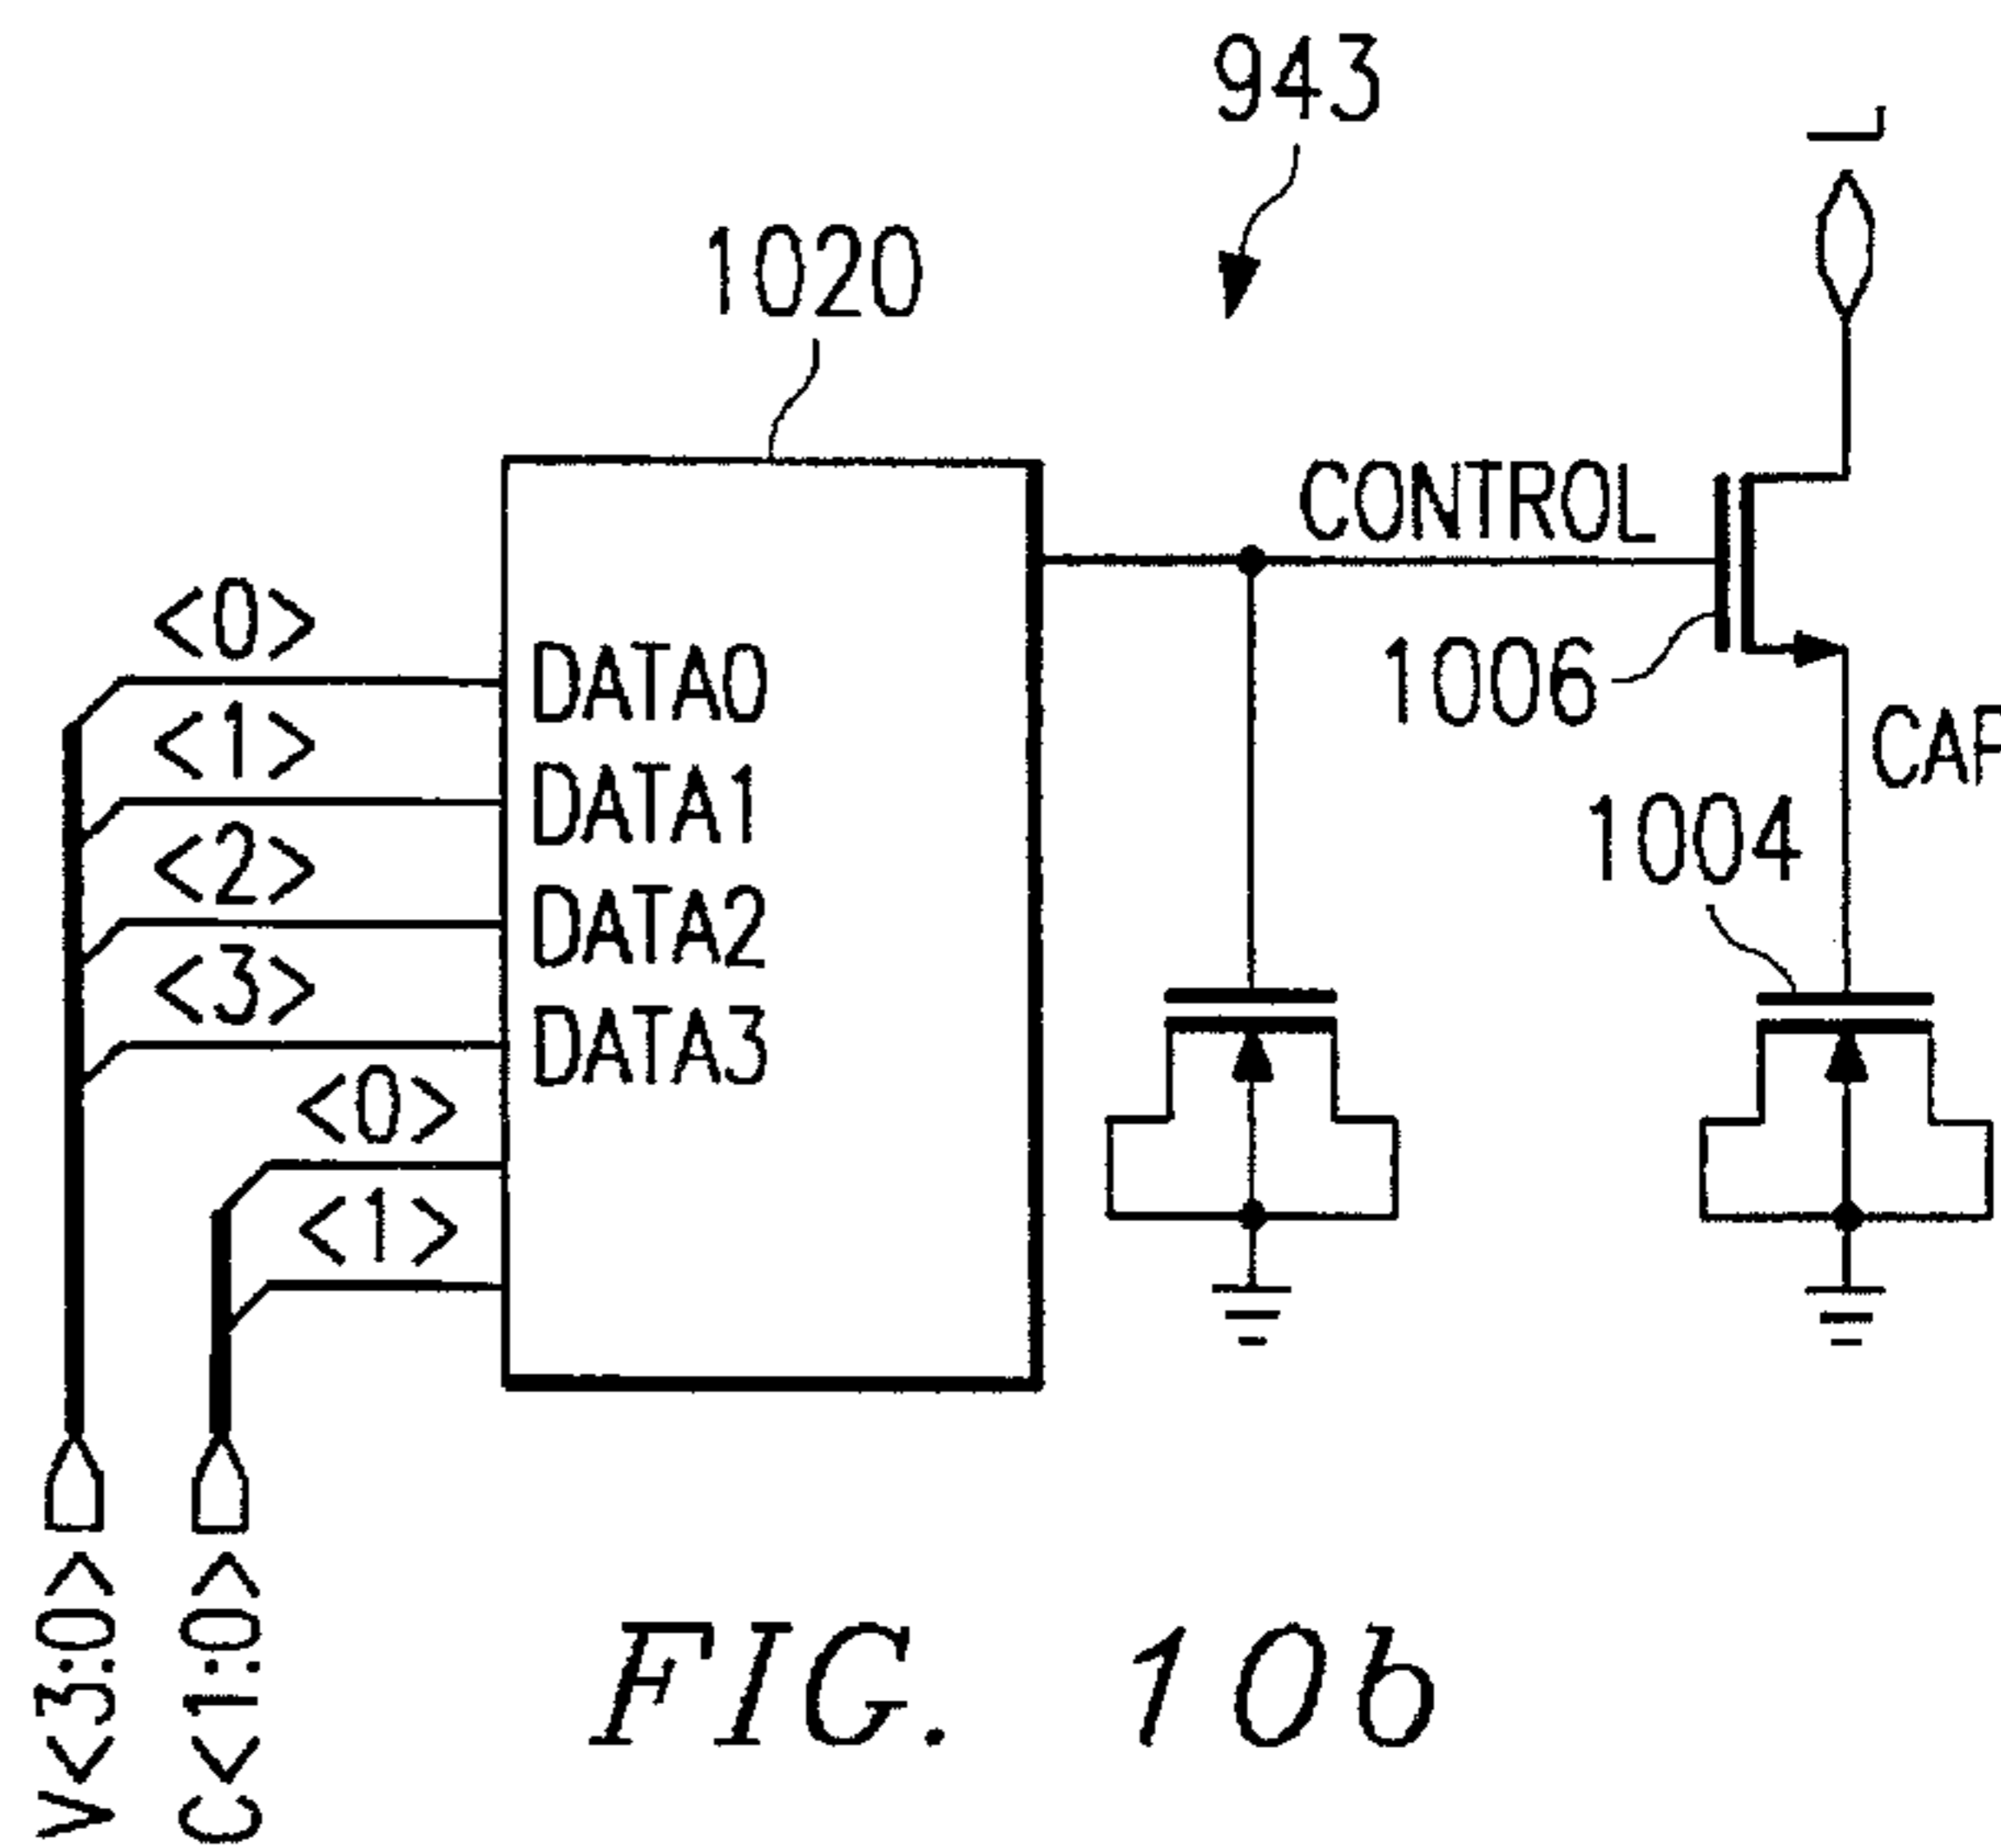 943
L
1020
CONTROL
<0>
1006
DATA0
<1>
CAP
DATA1
1004
<2>
DATA2
<3>
DATA3
<0>
<1>
V<3:0>
C<1:0>
FIG. 10b